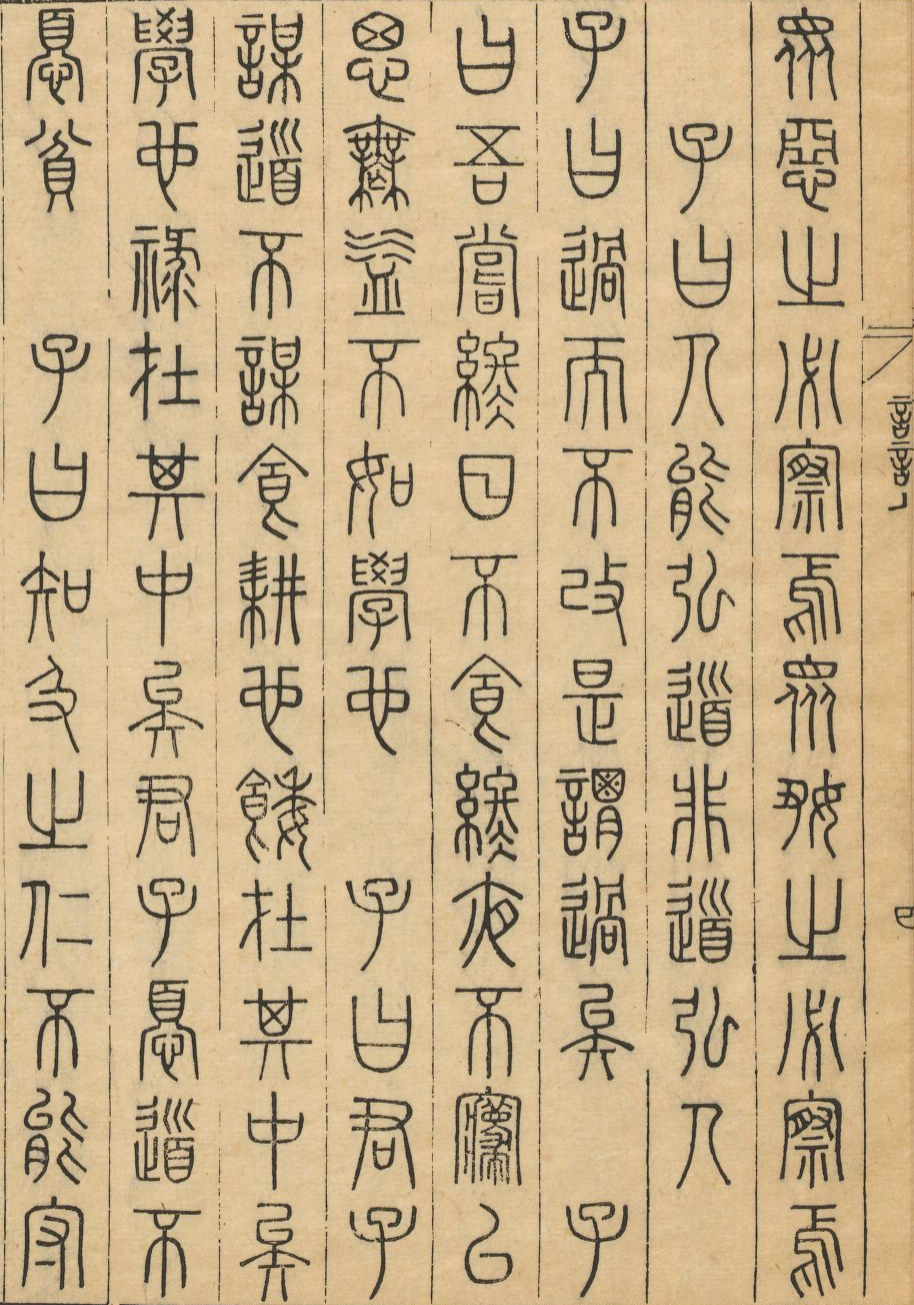 衆惡之必察焉衆好之必察焉
子曰人能弘道非道弘人
子曰過而不改是謂過矣　子
曰吾嘗終日不食終夜不寢以
思無益不如學也　子曰君子
謀道不謀食耕也餒在其中矣
學也祿在其中矣君子憂道不
憂貧　子曰知及之仁不能守